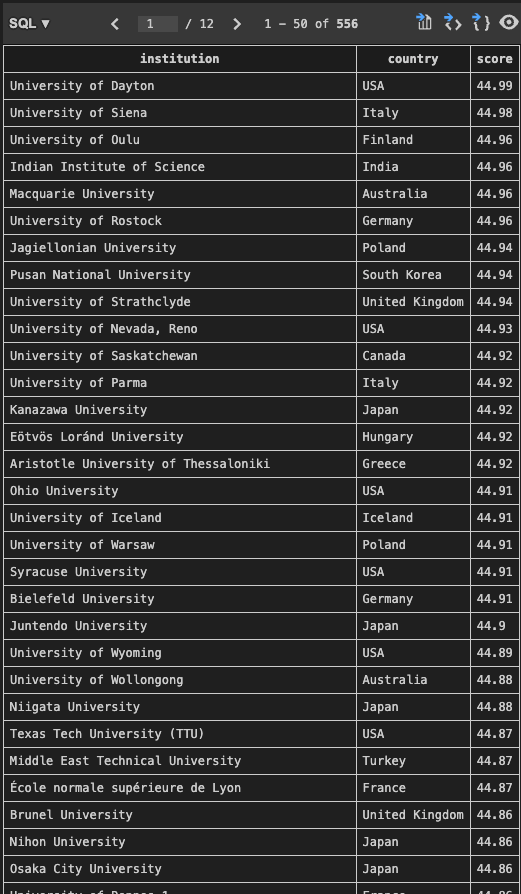 SQL ▼ 1 / 12 1 – 50 of 556
institution country score
University of Dayton USA 44.99
University of Siena Italy 44.98
University of Oulu Finland 44.96
Indian Institute of Science India 44.96
Macquarie University Australia 44.96
University of Rostock Germany 44.96
Jagiellonian University Poland 44.94
Pusan National University South Korea 44.94
University of Strathclyde United Kingdom 44.94
University of Nevada, Reno USA 44.93
University of Saskatchewan Canada 44.92
University of Parma Italy 44.92
Kanazawa University Japan 44.92
Eötvös Loránd University Hungary 44.92
Aristotle University of Thessaloniki Greece 44.92
Ohio University USA 44.91
University of Iceland Iceland 44.91
University of Warsaw Poland 44.91
Syracuse University USA 44.91
Bielefeld University Germany 44.91
Juntendo University Japan 44.9
University of Wyoming USA 44.89
University of Wollongong Australia 44.88
Niigata University Japan 44.88
Texas Tech University (TTU) USA 44.87
Middle East Technical University Turkey 44.87
École normale supérieure de Lyon France 44.87
Brunel University United Kingdom 44.86
Nihon University Japan 44.86
Osaka City University Japan 44.86